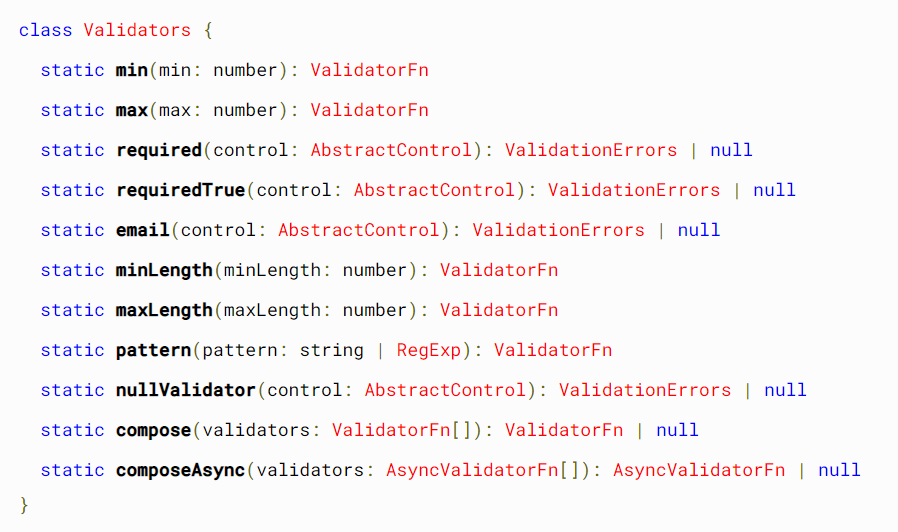 class Validators {
static min(min: number): ValidatorFn
static max(max: number): ValidatorFn
static required(control: AbstractControl): ValidationErrors | null
static requiredTrue(control: AbstractControl): ValidationErrors | null
static email(control: AbstractControl): ValidationErrors | null
static minLength(minLength: number): ValidatorFn
static maxLength(maxLength: number): ValidatorFn
static pattern(pattern: string | RegExp): ValidatorFn
static nullValidator(control: AbstractControl): ValidationErrors | null
static compose(validators: ValidatorFn[]): ValidatorFn | null
static composeAsync(validators: AsyncValidatorFn[]): AsyncValidatorFn | null
}